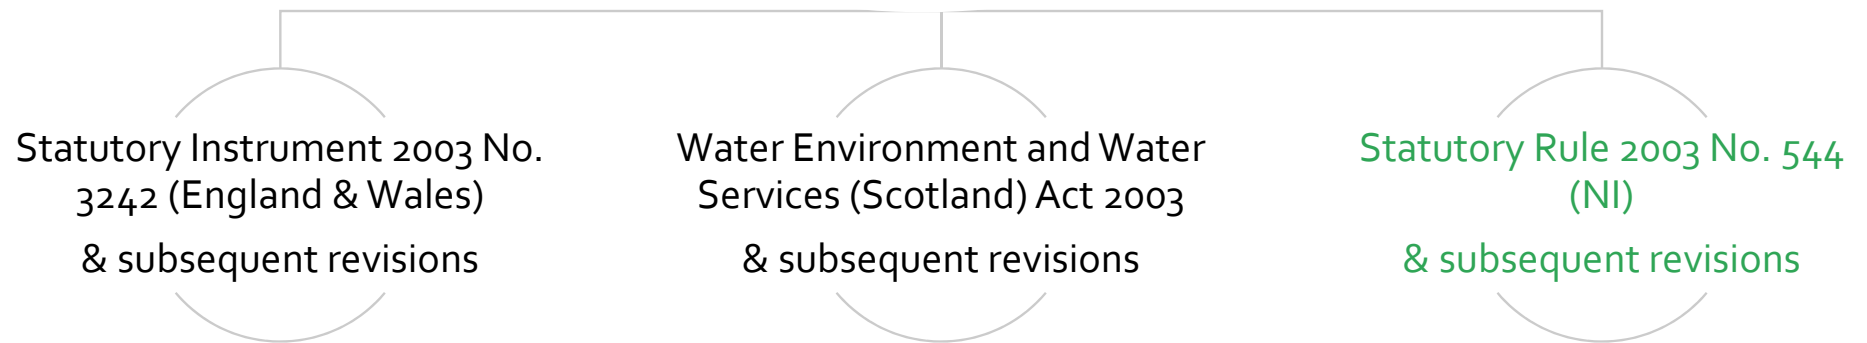 Statutory Instrument 2003 No.
3242 (England & Wales)
& subsequent revisions
Water Environment and Water
Services (Scotland) Act 2003
& subsequent revisions
Statutory Rule 2003 No. 544
(NI)
& subsequent revisions